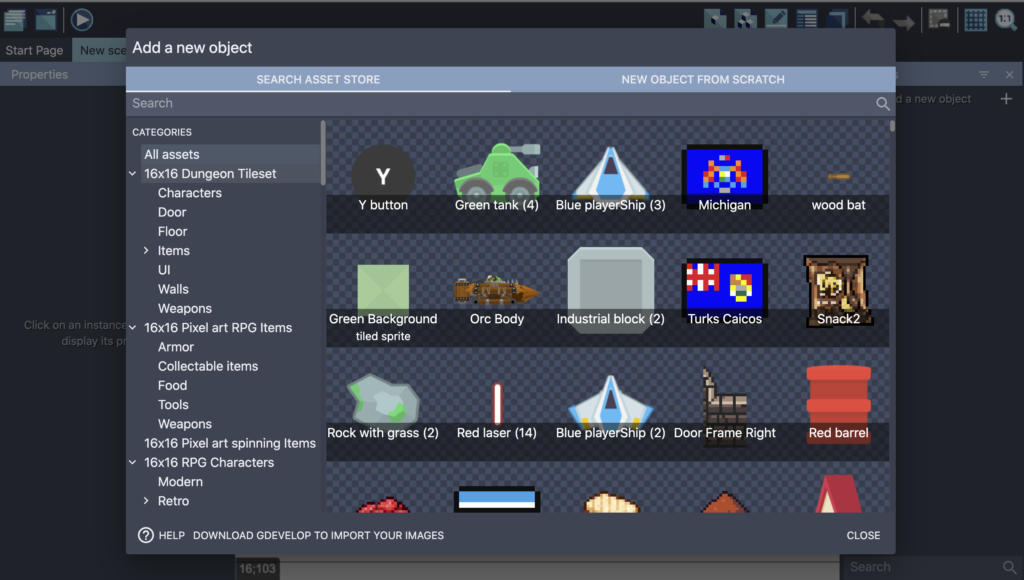 1:1
Start Page
New sce
Properties
Add a new object
SEARCH ASSET STORE
NEW OBJECT FROM SCRATCH
Search
d a new object
CATEGORIES
All assets
16x16 Dungeon Tileset
Characters
Door
Floor
Items
UI
Walls
Weapons
16x16 Pixel art RPG Items
Armor
Collectable items
Food
Tools
Weapons
16x16 Pixel art spinning Items
16x16 RPG Characters
Modern
Retro
Y
Y button
Green tank (4)
Blue playerShip (3)
Michigan
wood bat
Green Background
tiled sprite
Orc Body
Industrial block (2)
Turks Caicos
Snack2
Rock with grass (2)
Red laser (14)
Blue playerShip (2)
Door Frame Right
Red barrel
Click on an instance
display its pr
? HELP
DOWNLOAD GDEVELOP TO IMPORT YOUR IMAGES
CLOSE
16;103
Search